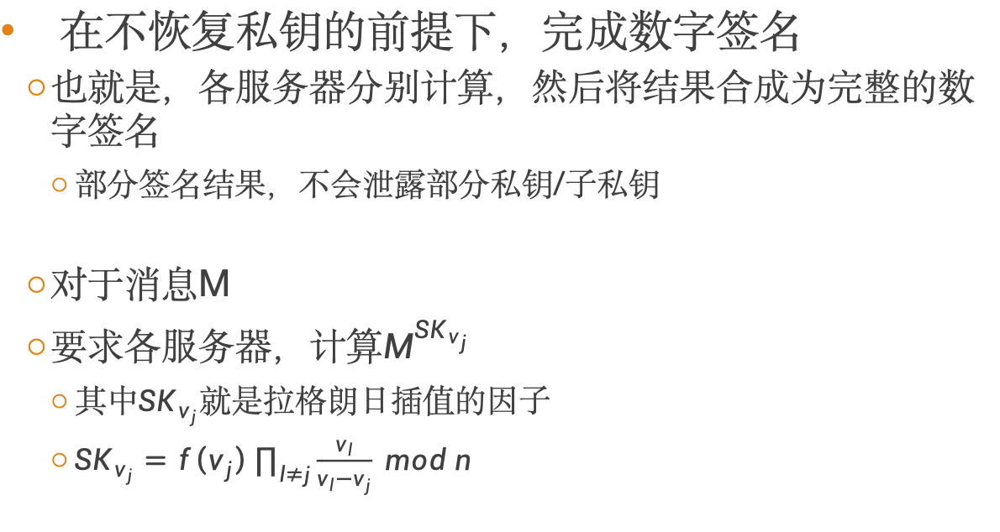 • 在不恢复私钥的前提下，完成数字签名
○也就是，各服务器分别计算，然后将结果合成为完整的数
字签名
○ 部分签名结果，不会泄露部分私钥/子私钥
○对于消息M
○要求各服务器，计算$M^{SK_{v_j}}$
○ 其中$SK_{v_j}$就是拉格朗日插值的因子
○ $SK_{v_j} = f(v_j) \prod_{l \neq j} \frac{v_l}{v_l - v_j} \ mod \ n$